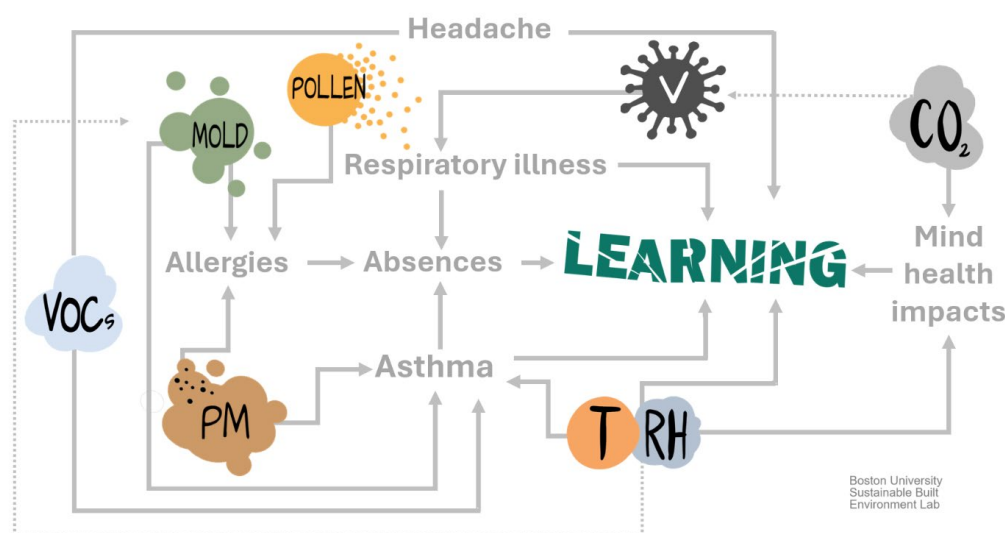 Headache
POLLEN
MOLD
V
CO2
Respiratory illness
Allergies
Absences
LEARNING
Mind
health
impacts
VOCs
Asthma
PM
T
RH
Boston University
Sustainable Built
Environment Lab